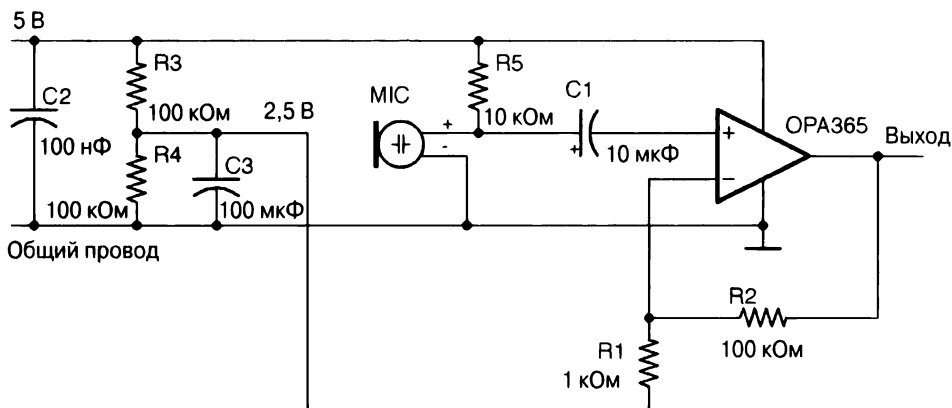 5 В
R3
100 кОм
C2
100 нФ
R4
100 кОм
2,5 В
C3
100 мкФ
Общий провод
MIC
+
-
R5
10 кОм
C1
+
10 мкФ
+
−
OPA365
Выход
R2
100 кОм
R1
1 кОм